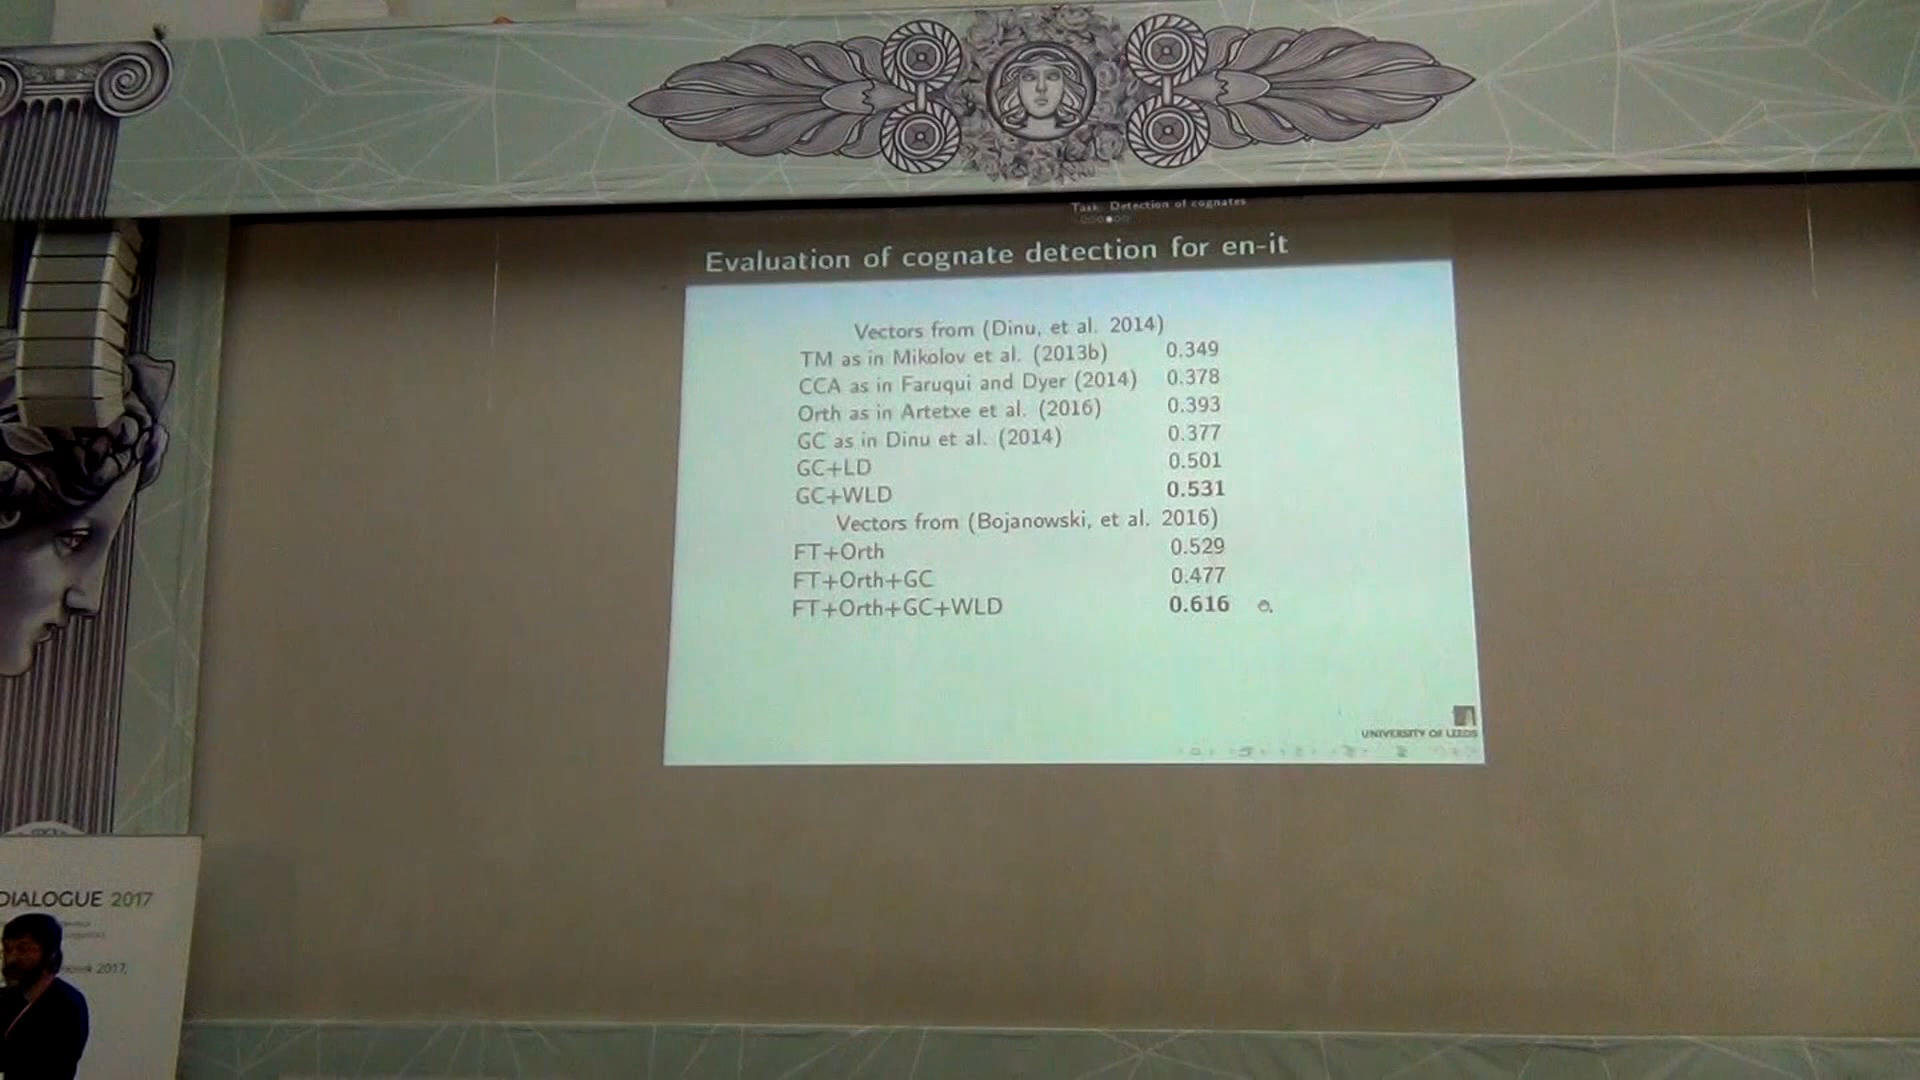 Task: Detection of cognates
Evaluation of cognate detection for en-it
Vectors from (Dinu, et al. 2014)
TM as in Mikolov et al. (2013b) 0.349
CCA as in Faruqui and Dyer (2014) 0.378
Orth as in Artetxe et al. (2016) 0.393
GC as in Dinu et al. (2014) 0.377
GC+LD 0.501
GC+WLD 0.531
Vectors from (Bojanowski, et al. 2016)
FT+Orth 0.529
FT+Orth+GC 0.477
FT+Orth+GC+WLD 0.616
UNIVERSITY OF LEEDS
DIALOGUE 2017
2017,